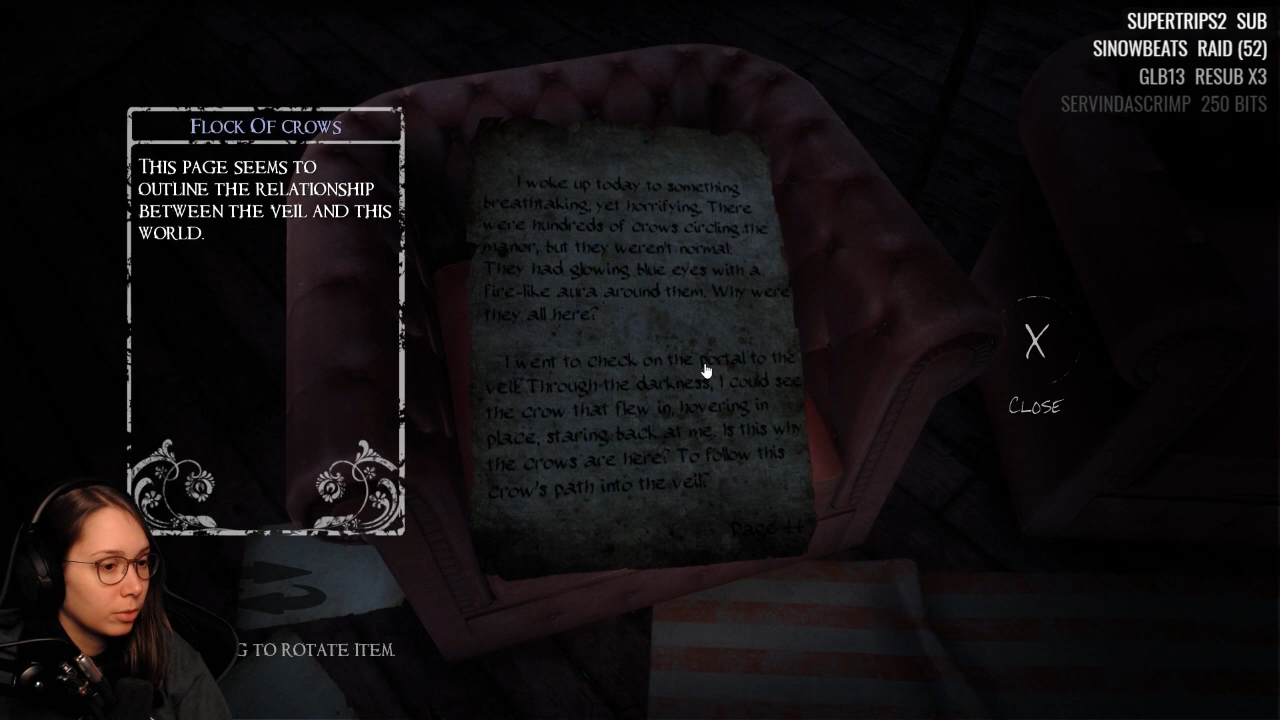 SUPERTRIPS2 SUB
SINOWBEATS RAID (52)
GLB13 RESUB X3
SERVINDASCRIMP 250 BITS
FLOCK OF CROWS
THIS PAGE SEEMS TO
OUTLINE THE RELATIONSHIP
BETWEEN THE VEIL AND THIS
WORLD.
I woke up today to something
breathtaking, yet horrifying. There
were hundreds of crows circling the
manor, but they weren't normal.
They had glowing blue eyes with a
fire-like aura around them. Why were
they all here?
I went to check on the portal to the
veil. Through the darkness, I could see
the crow that flew in, hovering in
place, staring back at me. Is this why
the crows are here? To follow this
crow's path into the veil?
Page 44
X
CLOSE
G TO ROTATE ITEM.